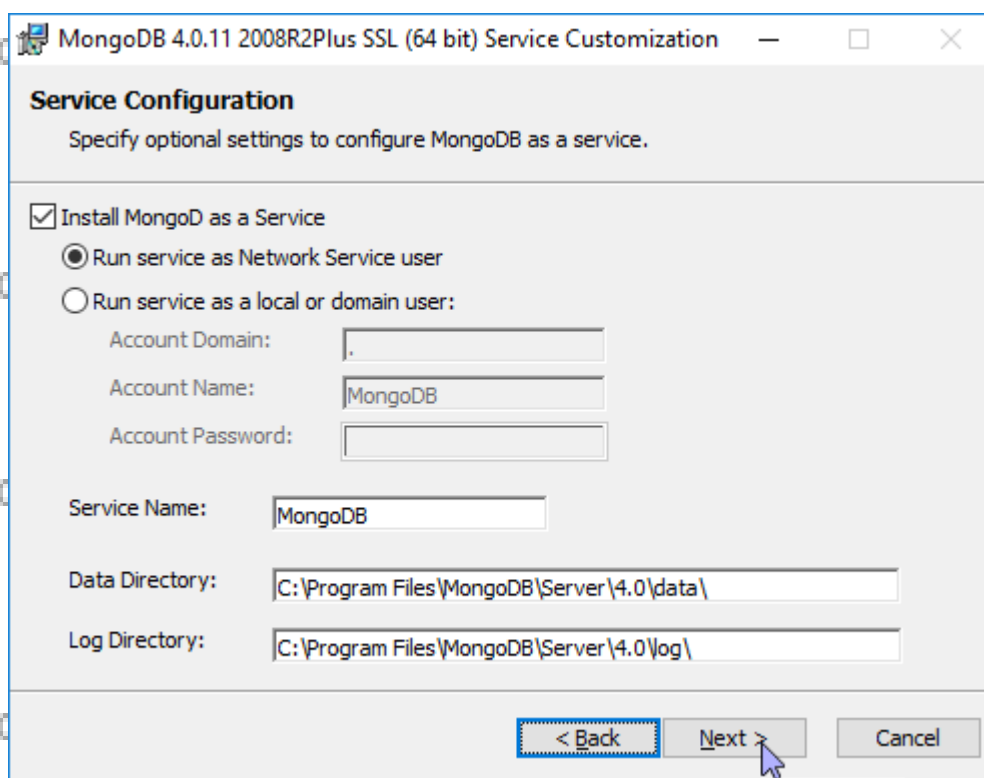 MongoDB 4.0.11 2008R2Plus SSL (64 bit) Service Customization
Service Configuration
Specify optional settings to configure MongoDB as a service.
Install MongoD as a Service
Run service as Network Service user
Run service as a local or domain user:
Account Domain: .
Account Name: MongoDB
Account Password:
Service Name: MongoDB
Data Directory: C:\Program Files\MongoDB\Server\4.0\data\
Log Directory: C:\Program Files\MongoDB\Server\4.0\log\
< Back Next > Cancel